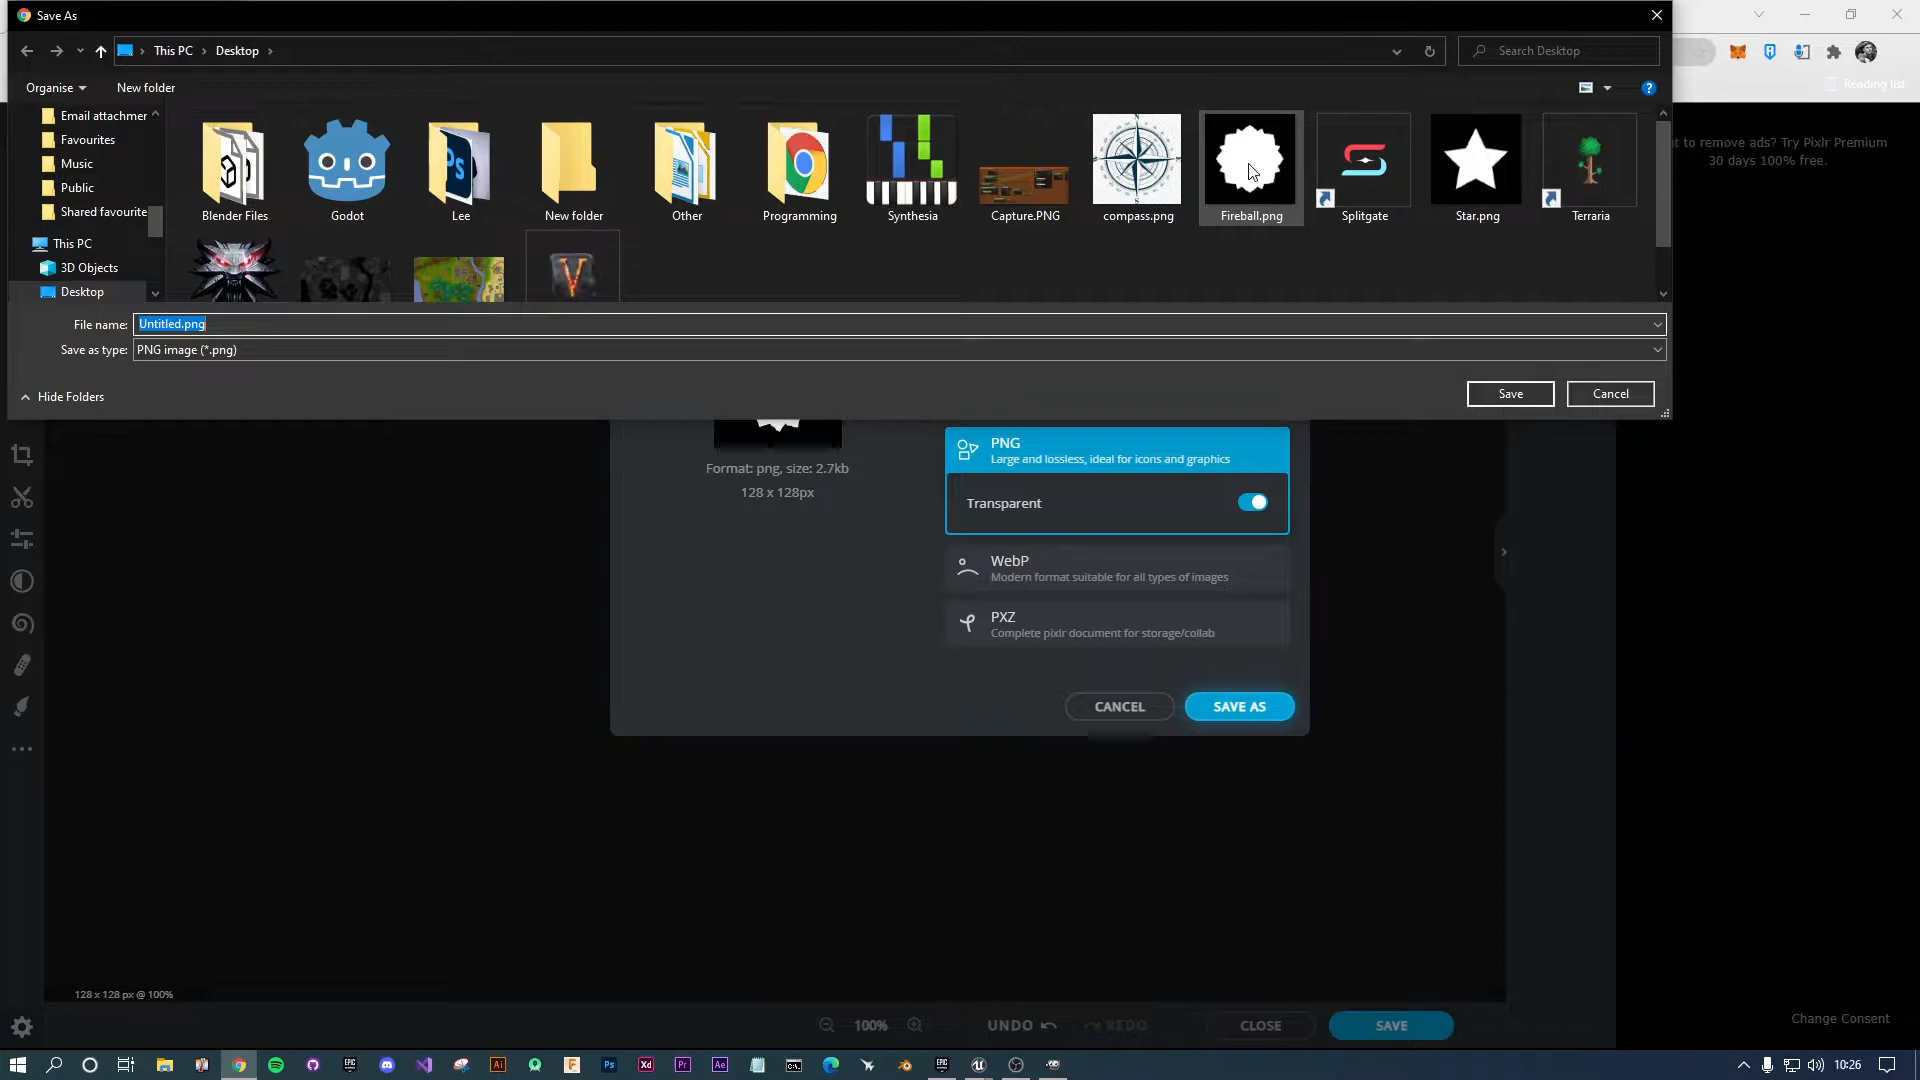 Save As
This PC
Desktop
Search Desktop
Organise
New folder
Reading list
Email attachmer
Favourites
Music
Public
Shared favourite
This PC
3D Objects
Desktop
Blender Files
Godot
Lee
New folder
Other
Programming
Synthesia
Capture.PNG
compass.png
Fireball.png
Splitgate
Star.png
Terraria
t to remove ads? Try Pixlr Premium
30 days 100% free.
File name:
Untitled.png
Save as type:
PNG image (*.png)
Hide Folders
Save
Cancel
PNG
Large and lossless, ideal for icons and graphics
Format: png, size: 2.7kb
128 x 128px
Transparent
WebP
Modern format suitable for all types of images
PXZ
Complete pixlr document for storage/collab
CANCEL
SAVE AS
128 x 128 px @ 100%
100%
UNDO
REDO
CLOSE
SAVE
Change Consent
10:26